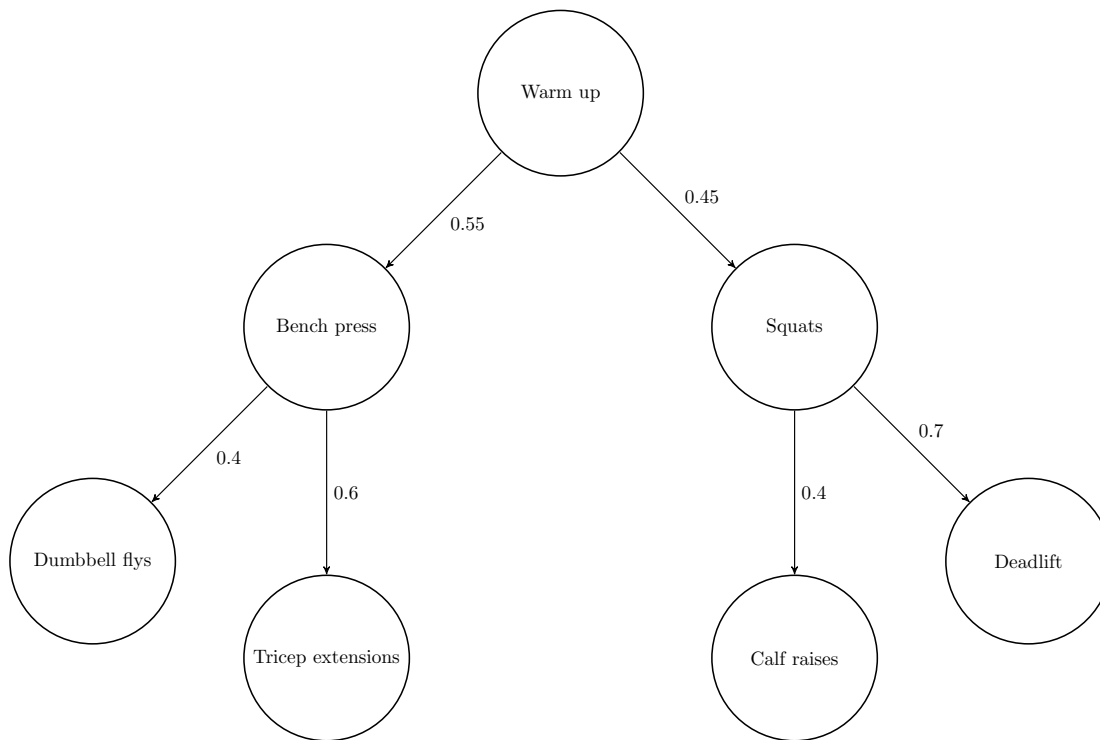 Warm up
0.45
0.55
Bench press
Squats
0.7
0.4
0.6
0.4
Dumbbell flys
Deadlift
Tricep extensions
Calf raises